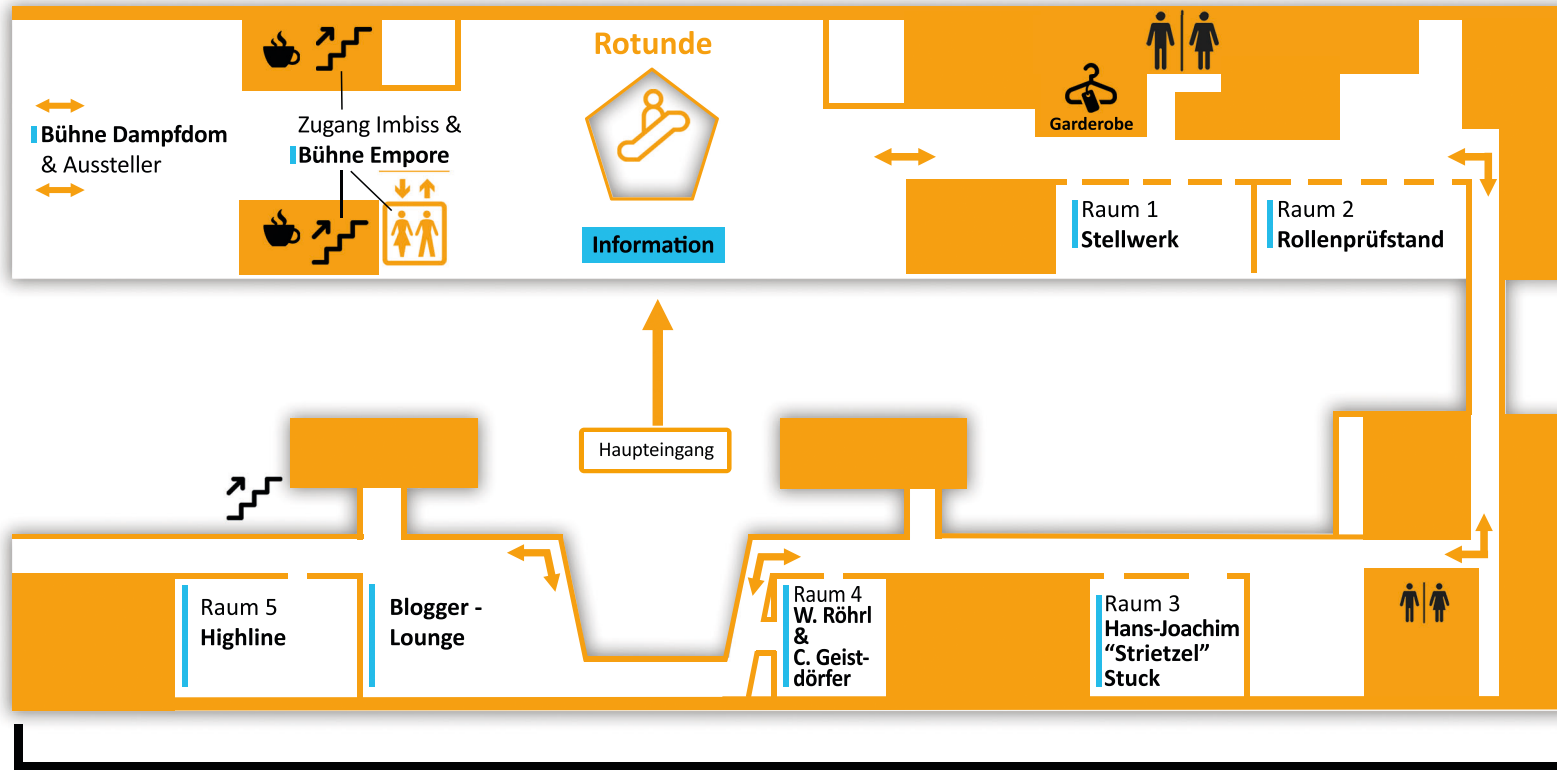 Rotunde
Bühne Dampfdom
& Aussteller
Zugang Imbiss &
Bühne Empore
Garderobe
Information
Raum 1
Stellwerk
Raum 2
Rollenprüfstand
Haupteingang
Raum 5
Highline
Blogger -
Lounge
Raum 4
W. Röhrl
&
C. Geist-
dörfer
Raum 3
Hans-Joachim
“Strietzel”
Stuck